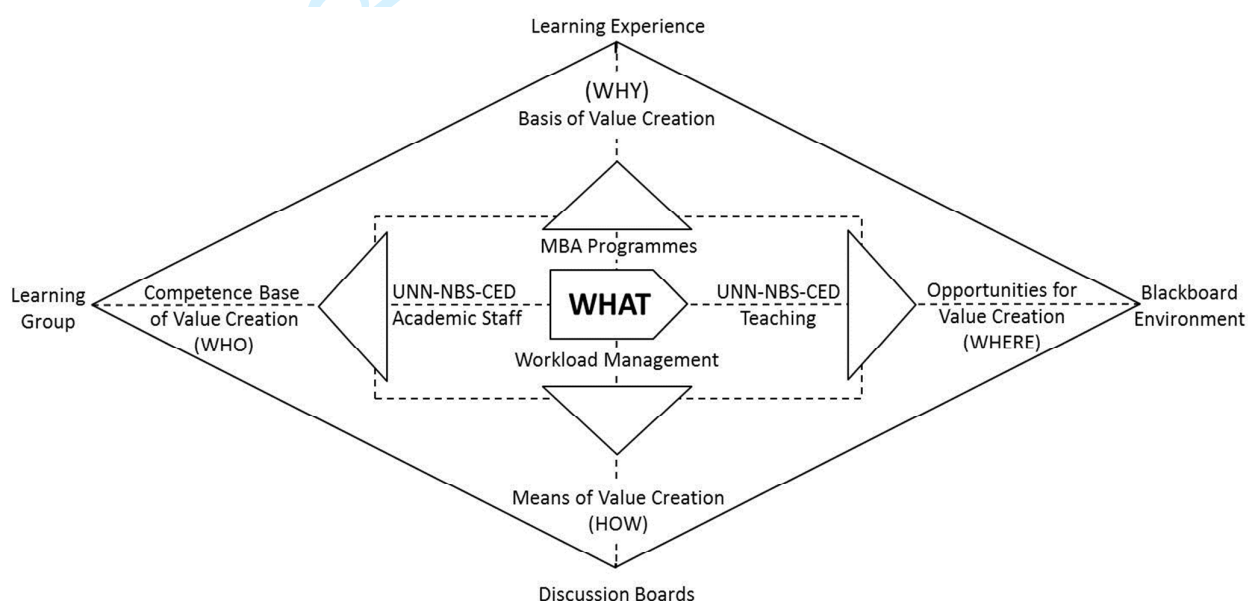 Learning Experience
(WHY)
Basis of Value Creation
MBA Programmes
Learning
Group
Competence Base
of Value Creation
(WHO)
UNN-NBS-CED
Academic Staff
WHAT
UNN-NBS-CED
Teaching
Opportunities for
Value Creation
(WHERE)
Blackboard
Environment
Workload Management
Means of Value Creation
(HOW)
Discussion Boards